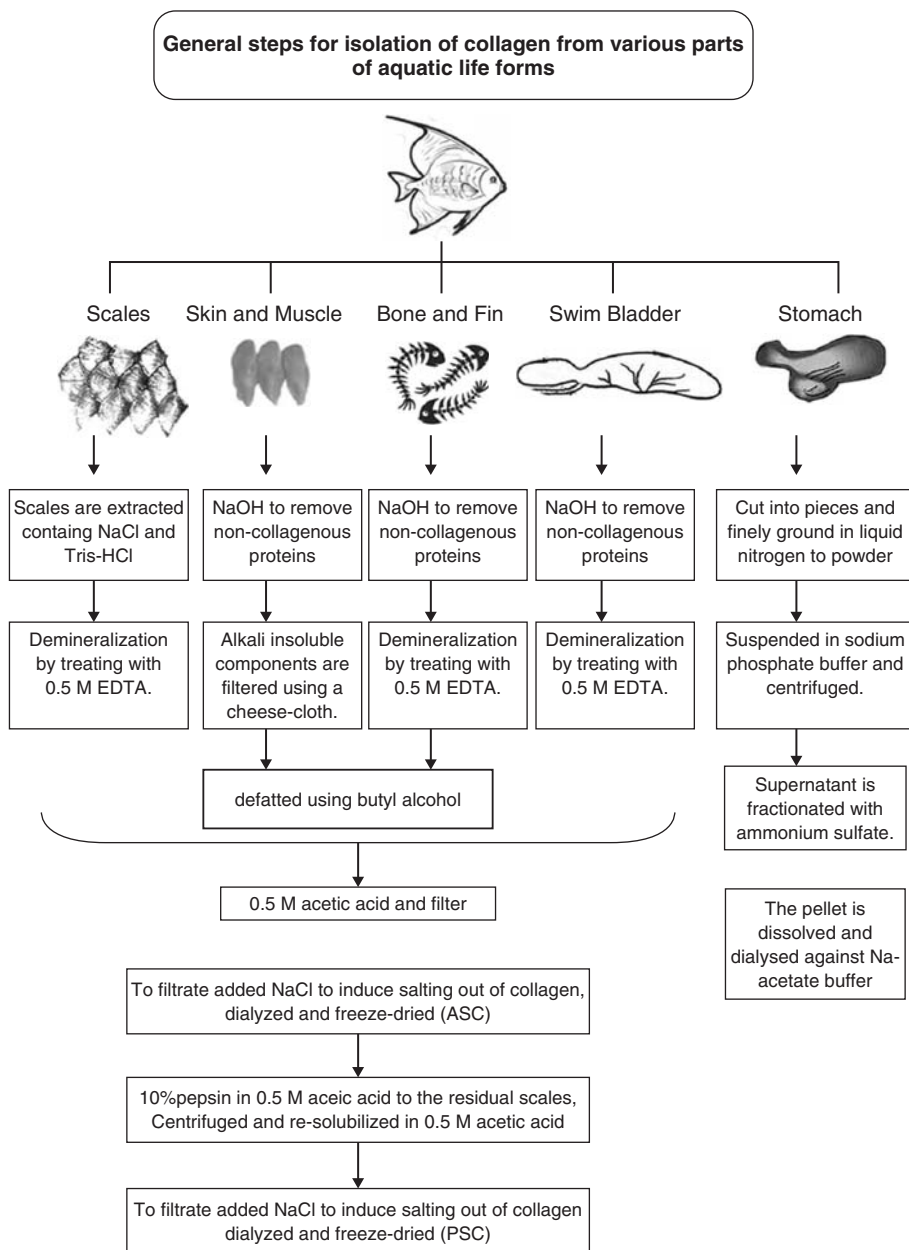 General steps for isolation of collagen from various parts
of aquatic life forms
Scales
Skin and Muscle
Bone and Fin
Swim Bladder
Stomach
Scales are extracted
containg NaCl and
Tris-HCl
NaOH to remove
non-collagenous
proteins
NaOH to remove
non-collagenous
proteins
NaOH to remove
non-collagenous
proteins
Cut into pieces and
finely ground in liquid
nitrogen to powder
Demineralization
by treating with
0.5 M EDTA.
Alkali insoluble
components are
filtered using a
cheese-cloth.
Demineralization
by treating with
0.5 M EDTA.
Demineralization
by treating with
0.5 M EDTA.
Suspended in sodium
phosphate buffer and
centrifuged.
defatted using butyl alcohol
Supernatant is
fractionated with
ammonium sulfate.
0.5 M acetic acid and filter
The pellet is
dissolved and
dialysed against Na-
acetate buffer
To filtrate added NaCl to induce salting out of collagen,
dialyzed and freeze-dried (ASC)
10%pepsin in 0.5 M aceic acid to the residual scales,
Centrifuged and re-solubilized in 0.5 M acetic acid
To filtrate added NaCl to induce salting out of collagen
dialyzed and freeze-dried (PSC)